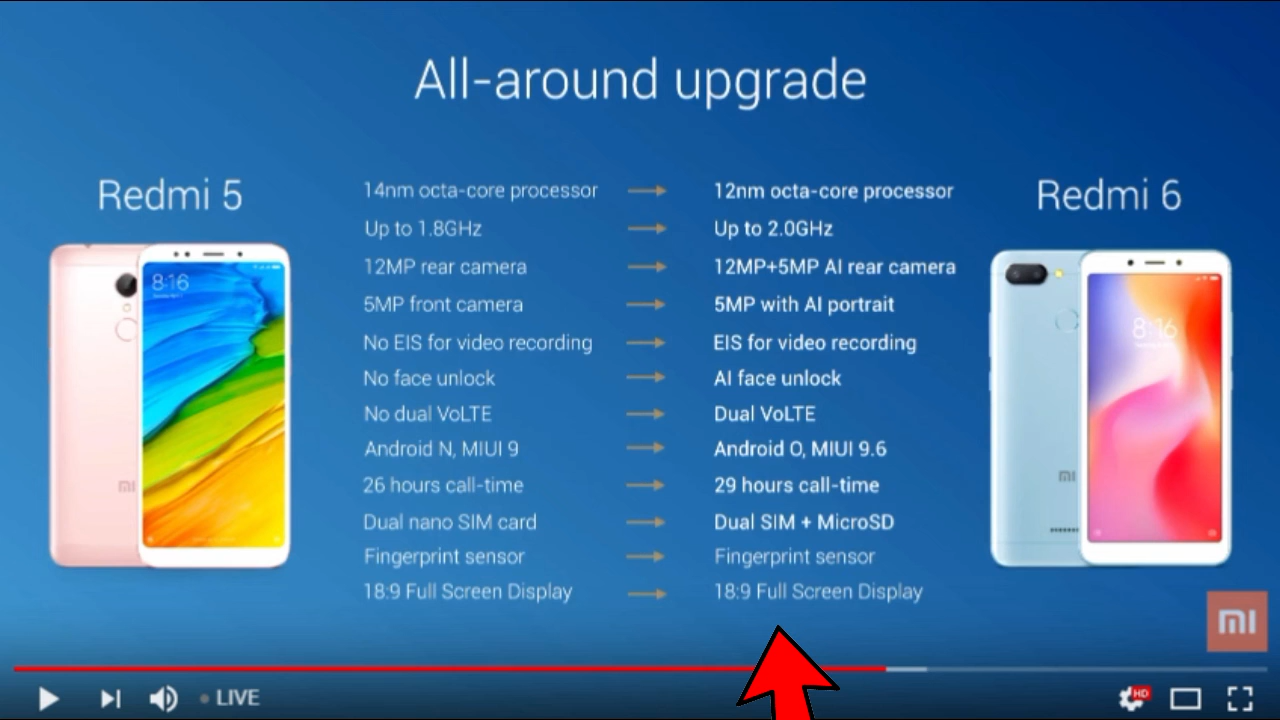 All-around upgrade
Redmi 5
Redmi 6
14nm octa-core processor → 12nm octa-core processor
Up to 1.8GHz → Up to 2.0GHz
12MP rear camera → 12MP+5MP AI rear camera
5MP front camera → 5MP with AI portrait
No EIS for video recording → EIS for video recording
No face unlock → AI face unlock
No dual VoLTE → Dual VoLTE
Android N, MIUI 9 → Android O, MIUI 9.6
26 hours call-time → 29 hours call-time
Dual nano SIM card → Dual SIM + MicroSD
Fingerprint sensor → Fingerprint sensor
18:9 Full Screen Display → 18:9 Full Screen Display
8:16
8:16
MI
MI
MI
LIVE
HD